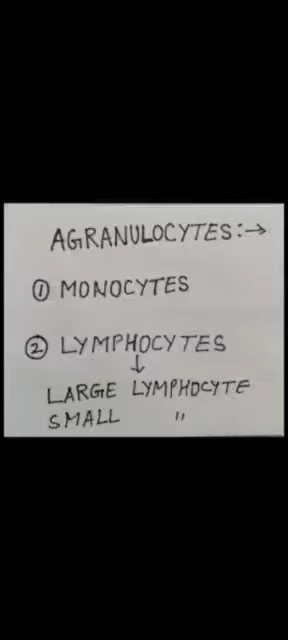 AGRANULOCYTES:→
① MONOCYTES
② LYMPHOCYTES
↓
LARGE LYMPHOCYTE
SMALL "